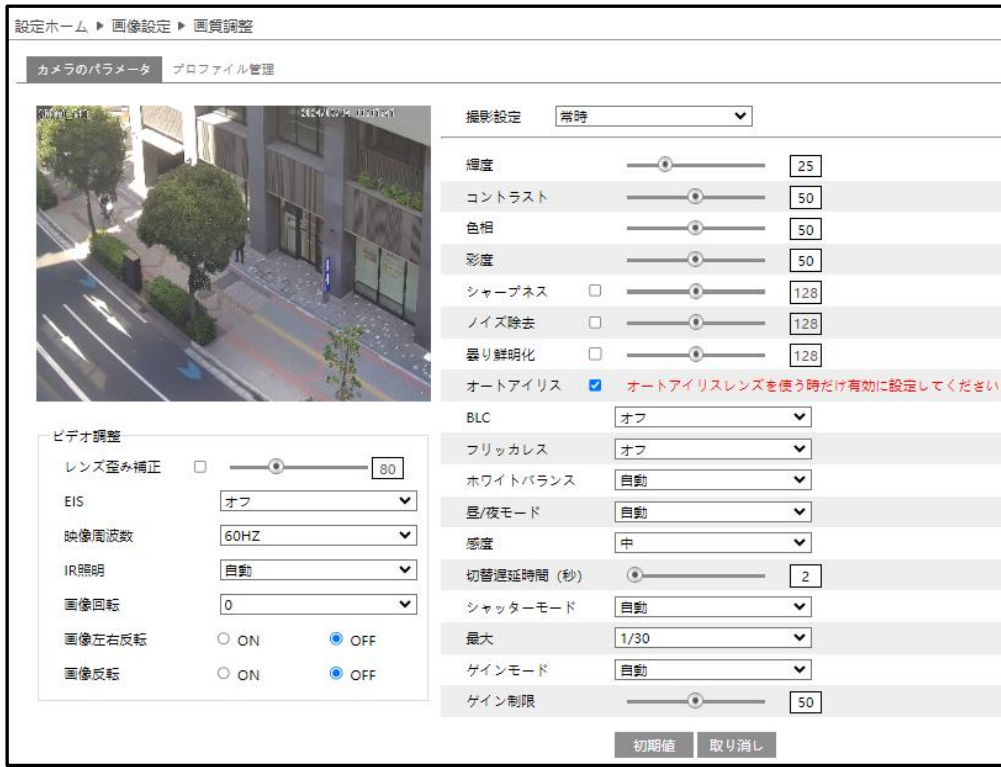 設定ホーム ▶ 画像設定 ▶ 画質調整
カメラのパラメータ プロファイル管理
撮影設定 常時
輝度 25
コントラスト 50
色相 50
彩度 50
シャープネス 128
ノイズ除去 128
曇り鮮明化 128
オートアイリス オートアイリスレンズを使う時だけ有効に設定してください
BLC オフ
フリッカレス オフ
ホワイトバランス 自動
昼/夜モード 自動
感度 中
切替遅延時間 (秒) 2
シャッターモード 自動
最大 1/30
ゲインモード 自動
ゲイン制限 50
初期値 取り消し
ビデオ調整
レンズ歪み補正 80
EIS オフ
映像周波数 60HZ
IR照明 自動
画像回転 0
画像左右反転 ON OFF
画像反転 ON OFF